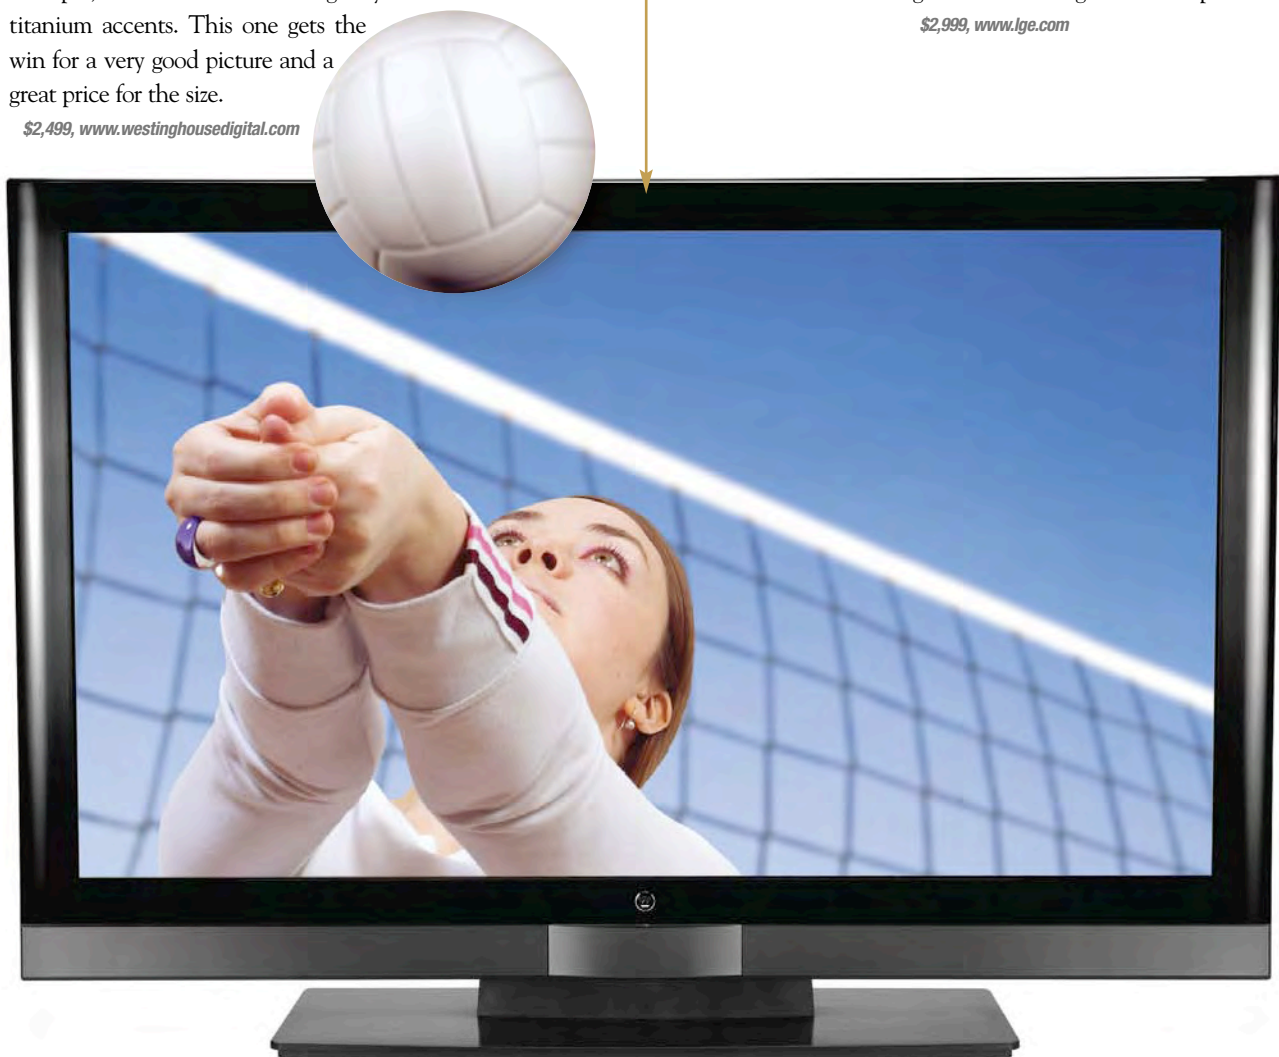 titanium accents. This one gets the
win for a very good picture and a
great price for the size.
$2,499, www.westinghousedigital.com
$2,999, www.lge.com